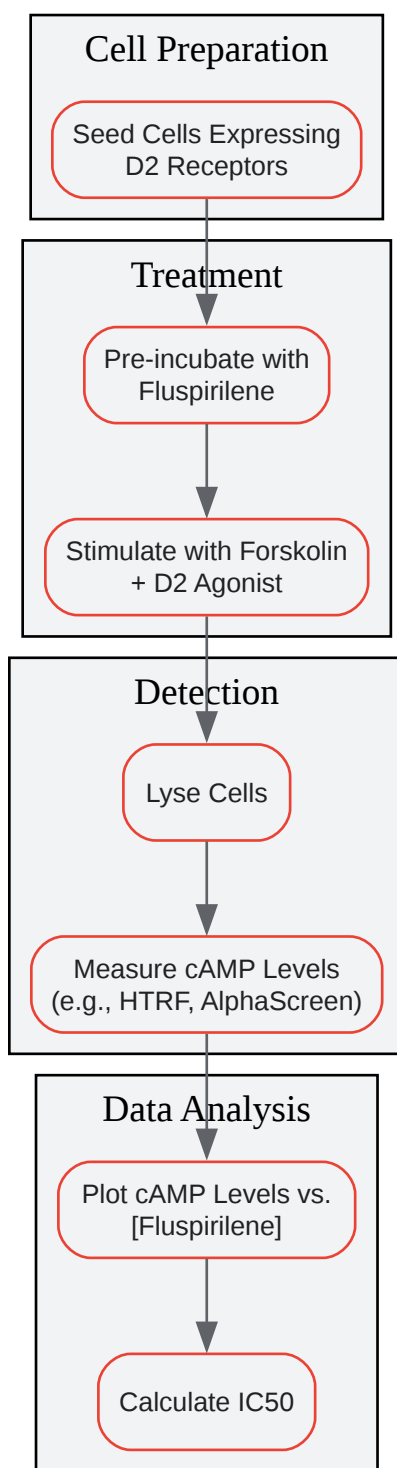 Cell Preparation
Seed Cells Expressing
D2 Receptors
Treatment
Pre-incubate with
Fluspirilene
Stimulate with Forskolin
+ D2 Agonist
Detection
Lyse Cells
Measure cAMP Levels
(e.g., HTRF, AlphaScreen)
Data Analysis
Plot cAMP Levels vs.
[Fluspirilene]
Calculate IC50